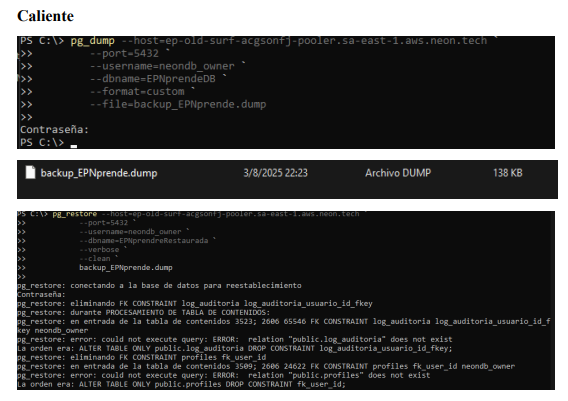 Caliente
PS C:\> pg_dump --host=ep-old-surf-acgsonfj-pooler.sa-east-1.aws.neon.tech `
>> --port=5432 `
>> --username=neondb_owner `
>> --dbname=EPNprendeDB `
>> --format=custom `
>> --file=backup_EPNprende.dump
>>
Contraseña:
PS C:\>
backup_EPNprende.dump 3/8/2025 22:23 Archivo DUMP 138 KB
PS C:\> pg_restore --host=ep-old-surf-acgsonfj-pooler.sa-east-1.aws.neon.tech `
>> --port=5432 `
>> --username=neondb_owner `
>> --dbname=EPNprendreRestaurada `
>> --verbose `
>> --clean `
>> backup_EPNprende.dump
>>
pg_restore: conectando a la base de datos para reestablecimiento
Contraseña:
pg_restore: eliminando FK CONSTRAINT log_auditoria log_auditoria_usuario_id_fkey
pg_restore: durante PROCESAMIENTO DE TABLA DE CONTENIDOS:
pg_restore: en entrada de la tabla de contenidos 3523; 2606 65546 FK CONSTRAINT log_auditoria log_auditoria_usuario_id_f
key neondb_owner
pg_restore: error: could not execute query: ERROR:  relation "public.log_auditoria" does not exist
La orden era: ALTER TABLE ONLY public.log_auditoria DROP CONSTRAINT log_auditoria_usuario_id_fkey;
pg_restore: eliminando FK CONSTRAINT profiles fk_user_id
pg_restore: en entrada de la tabla de contenidos 3509; 2606 24622 FK CONSTRAINT profiles fk_user_id neondb_owner
pg_restore: error: could not execute query: ERROR:  relation "public.profiles" does not exist
La orden era: ALTER TABLE ONLY public.profiles DROP CONSTRAINT fk_user_id;